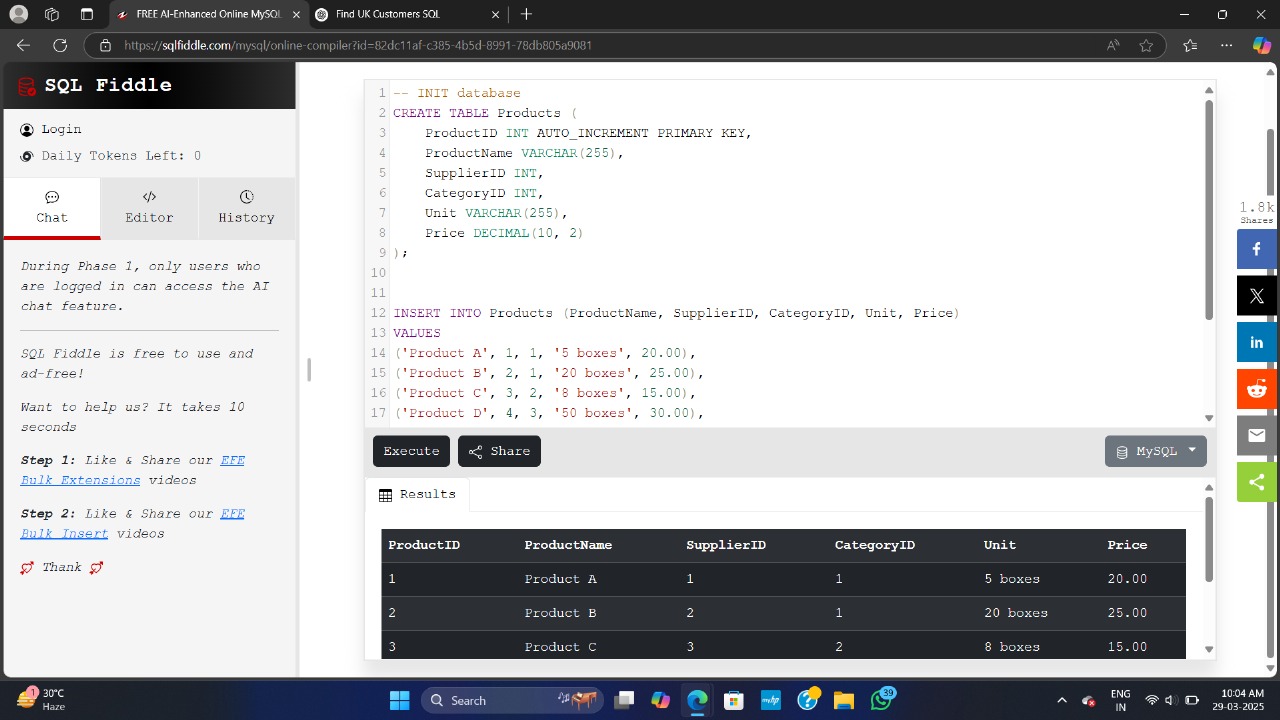 FREE AI-Enhanced Online MySQL
Find UK Customers SQL
https://sqlfiddle.com/mysql/online-compiler?id=82dc11af-c385-4b5d-8991-78db805a9081
SQL Fiddle
Login
Daily Tokens Left: 0
Chat
Editor
History
During Phase 1, only users who
are logged in can access the AI
chat feature.
SQL Fiddle is free to use and
ad-free!
Want to help us? It takes 10
seconds
Step 1: Like & Share our EFE
Bulk Extensions videos
Step 2: Like & Share our EFE
Bulk Insert videos
Thank
1 -- INIT database
2 CREATE TABLE Products (
3 ProductID INT AUTO_INCREMENT PRIMARY KEY,
4 ProductName VARCHAR(255),
5 SupplierID INT,
6 CategoryID INT,
7 Unit VARCHAR(255),
8 Price DECIMAL(10, 2)
9 );
10
11
12 INSERT INTO Products (ProductName, SupplierID, CategoryID, Unit, Price)
13 VALUES
14 ('Product A', 1, 1, '5 boxes', 20.00),
15 ('Product B', 2, 1, '20 boxes', 25.00),
16 ('Product C', 3, 2, '8 boxes', 15.00),
17 ('Product D', 4, 3, '50 boxes', 30.00),
Execute
Share
MySQL
Results
ProductID ProductName SupplierID CategoryID Unit Price
1 Product A 1 1 5 boxes 20.00
2 Product B 2 1 20 boxes 25.00
3 Product C 3 2 8 boxes 15.00
1.8k
Shares
1
30°C
Haze
Search
39
ENG
IN
10:04 AM
29-03-2025